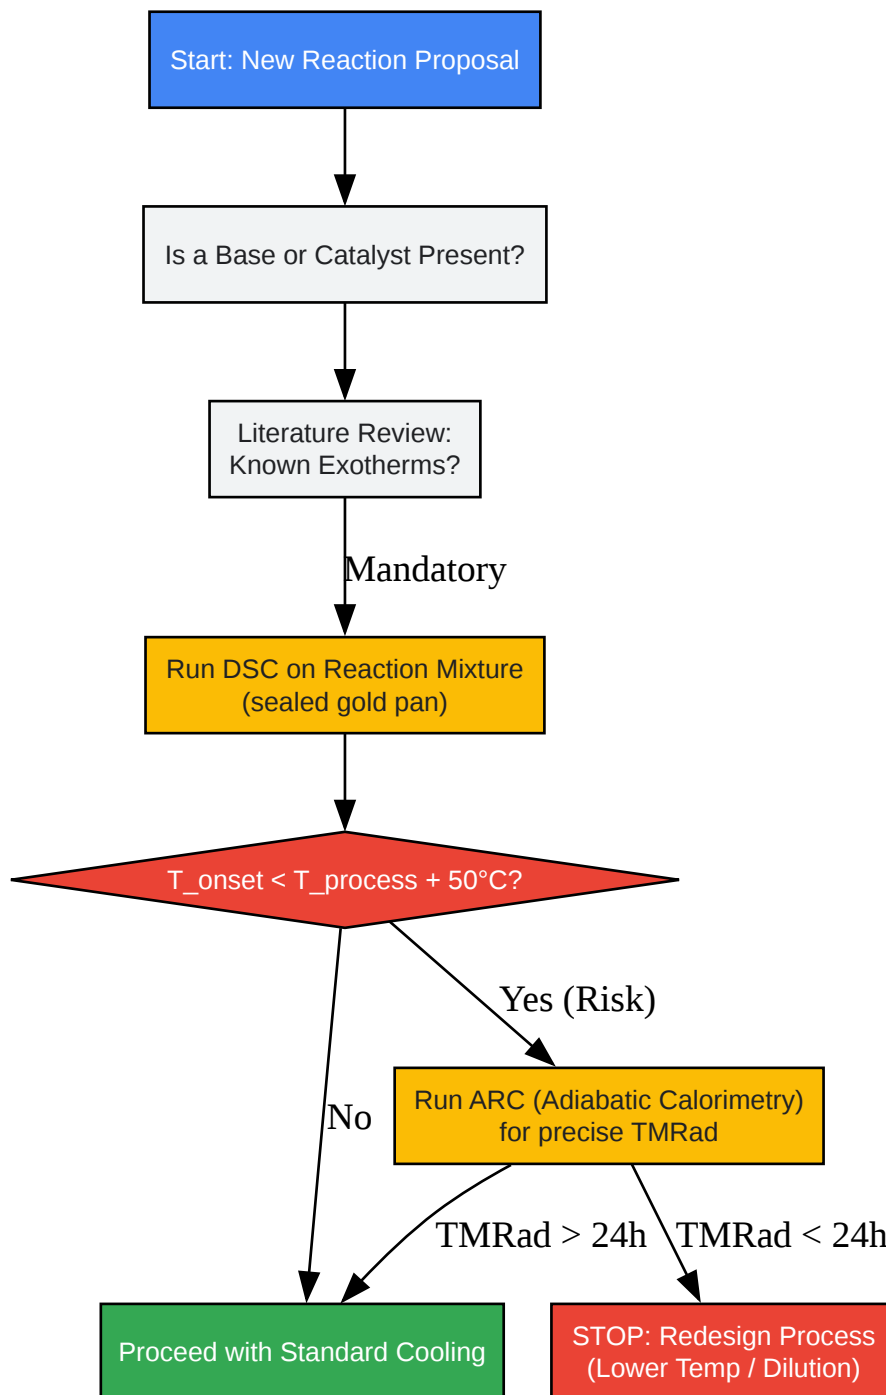 Start: New Reaction Proposal
Is a Base or Catalyst Present?
Literature Review:
Known Exotherms?
Mandatory
Run DSC on Reaction Mixture
(sealed gold pan)
T_onset < T_process + 50°C?
Yes (Risk)
No
Run ARC (Adiabatic Calorimetry)
for precise TMRad
TMRad > 24h
TMRad < 24h
Proceed with Standard Cooling
STOP: Redesign Process
(Lower Temp / Dilution)